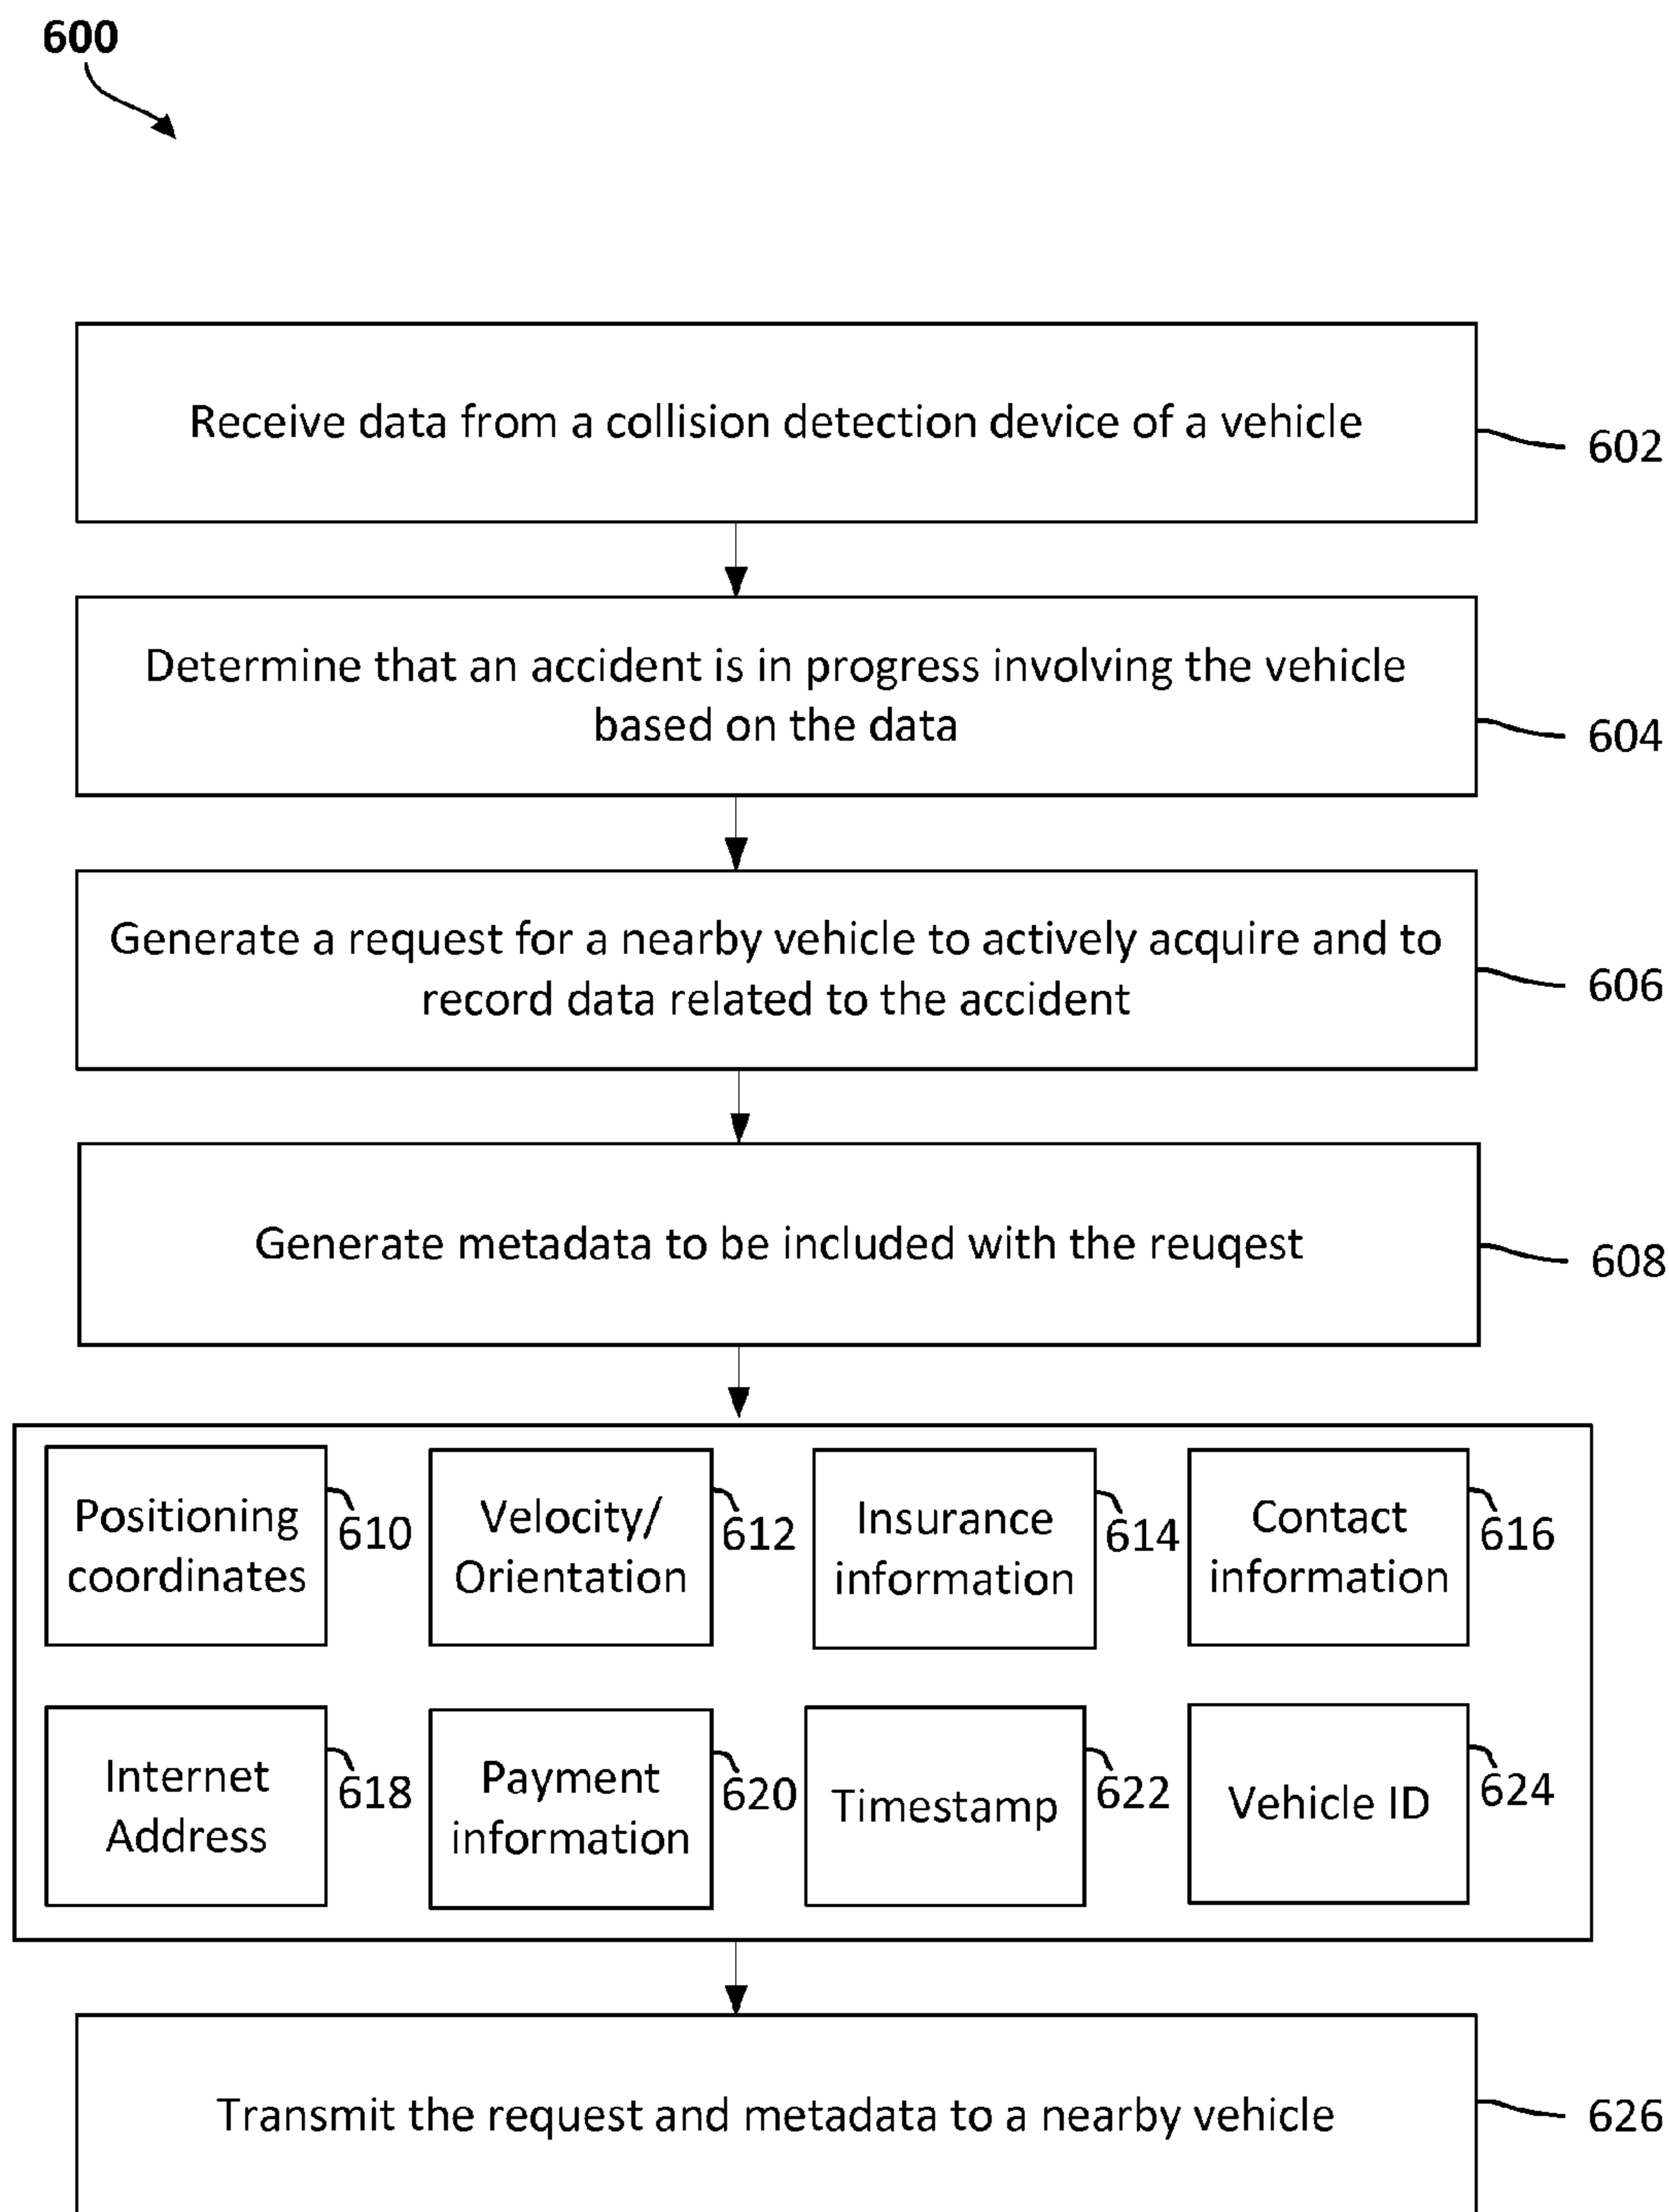 600
Receive data from a collision detection device of a vehicle
602
Determine that an accident is in progress involving the vehicle
based on the data
604
Generate a request for a nearby vehicle to actively acquire and to
record data related to the accident
606
Generate metadata to be included with the reuqest
608
Positioning
coordinates
610
Velocity/
Orientation
612
Insurance
information
614
Contact
information
616
Internet
Address
618
Payment
information
620
Timestamp
622
Vehicle ID
624
Transmit the request and metadata to a nearby vehicle
626